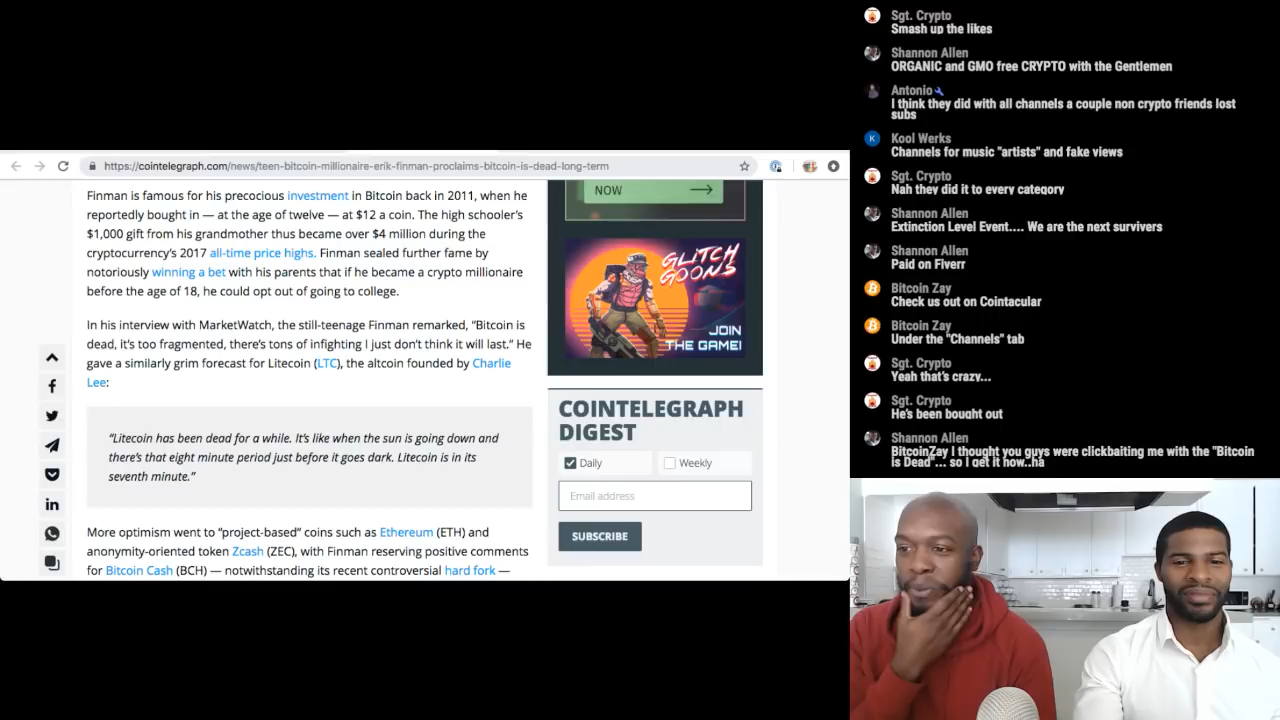 https://cointelegraph.com/news/teen-bitcoin-millionaire-erik-finman-proclaims-bitcoin-is-dead-long-term
Finman is famous for his precocious investment in Bitcoin back in 2011, when he
reportedly bought in — at the age of twelve — at $12 a coin. The high schooler's
$1,000 gift from his grandmother thus became over $4 million during the
cryptocurrency's 2017 all-time price highs. Finman sealed further fame by
notoriously winning a bet with his parents that if he became a crypto millionaire
before the age of 18, he could opt out of going to college.
In his interview with MarketWatch, the still-teenage Finman remarked, "Bitcoin is
dead, it's too fragmented, there's tons of infighting I just don't think it will last." He
gave a similarly grim forecast for Litecoin (LTC), the altcoin founded by Charlie
Lee:
"Litecoin has been dead for a while. It's like when the sun is going down and
there's that eight minute period just before it goes dark. Litecoin is in its
seventh minute."
More optimism went to "project-based" coins such as Ethereum (ETH) and
anonymity-oriented token Zcash (ZEC), with Finman reserving positive comments
for Bitcoin Cash (BCH) — notwithstanding its recent controversial hard fork —
NOW
GLITCH
GOONS
JOIN
THE GAME!
COINTELEGRAPH
DIGEST
Daily
Weekly
Email address
SUBSCRIBE
Sgt. Crypto
Smash up the likes
Shannon Allen
ORGANIC and GMO free CRYPTO with the Gentlemen
Antonio
I think they did with all channels a couple non crypto friends lost
subs
K
Kool Werks
Channels for music "artists" and fake views
Sgt. Crypto
Nah they did it to every category
Shannon Allen
Extinction Level Event.... We are the next survivers
Shannon Allen
Paid on Fiverr
Bitcoin Zay
Check us out on Cointacular
Bitcoin Zay
Under the "Channels" tab
Sgt. Crypto
Yeah that's crazy...
Sgt. Crypto
He's been bought out
Shannon Allen
BitcoinZay I thought you guys were clickbaiting me with the "Bitcoin
is Dead"... so I get it now..ha